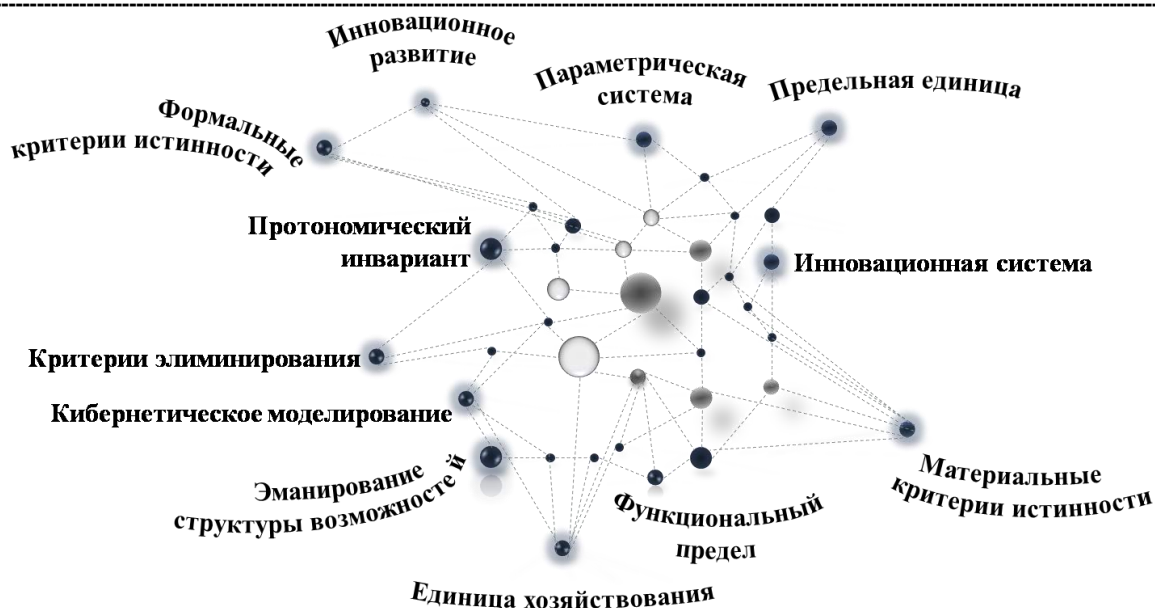 Инновационное
развитие
Параметрическая
система
Предельная единица
Формальные
критерии истинности
Протономический
инвариант
Инновационная система
Критерии элиминирования
Кибернетическое моделирование
Эманирование
структуры возможносте й
Функциональный
предел
Материальные
критерии истинности
Единица хозяйствования